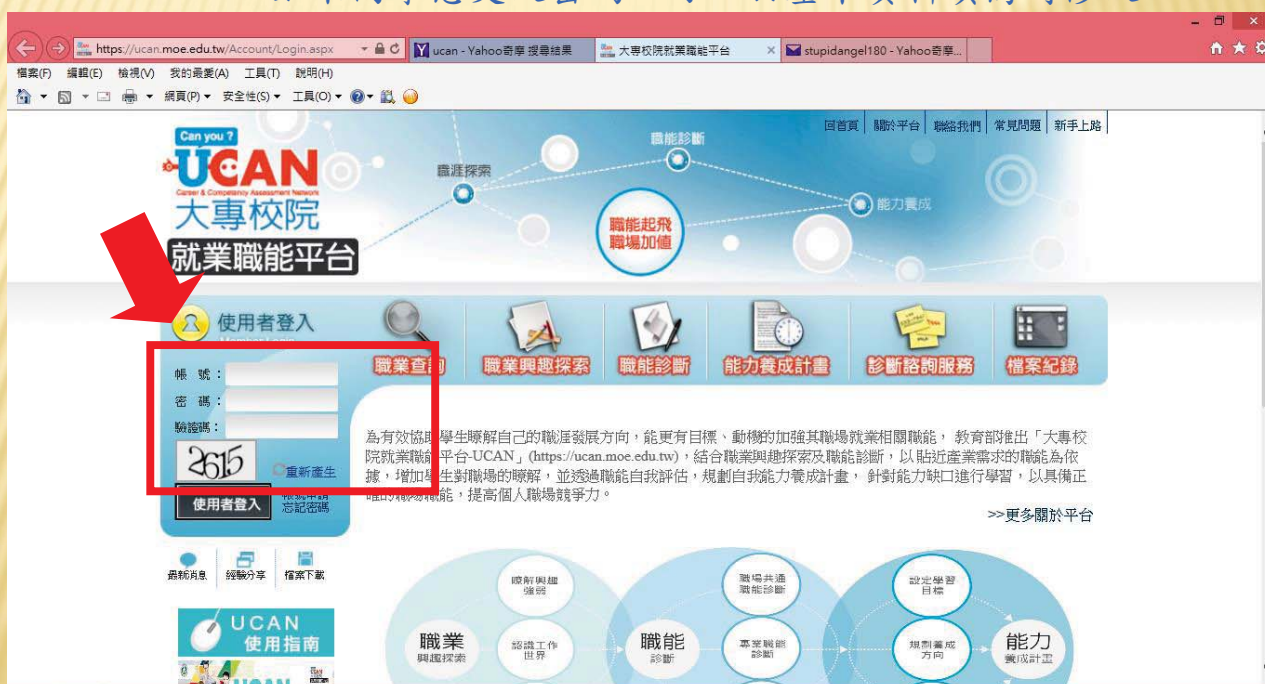 https://ucan.moe.edu.tw/Account/Login.aspx
ucan - Yahoo奇摩 搜尋結果
大專校院就業職能平台
stupidangel180 - Yahoo奇摩...
檔案(F) 編輯(E) 檢視(V) 我的最愛(A) 工具(T) 說明(H)
網頁(P) 安全性(S) 工具(O)
回首頁 關於平台 聯絡我們 常見問題 新手上路
Can you ?
UCAN
Career & Competency Assessment Network
大專校院
就業職能平台
職涯探索
職能診斷
能力養成
職能起飛
職場加值
使用者登入
職業查詢 職業興趣探索 職能診斷 能力養成計畫 診斷諮詢服務 檔案紀錄
帳 號：
密 碼：
驗證碼：
2615
重新產生
使用者登入
帳號申請
忘記密碼
為有效協助學生瞭解自己的職涯發展方向，能更有目標、動機的加強其職場就業相關職能， 教育部推出「大專校
院就業職能平台-UCAN」(https://ucan.moe.edu.tw)，結合職業興趣探索及職能診斷，以貼近產業需求的職能為依
據，增加學生對職場的瞭解，並透過職能自我評估，規劃自我能力養成計畫， 針對能力缺口進行學習，以具備正
確的職場職能，提高個人職場競爭力。
>>更多關於平台
最新消息 經驗分享 檔案下載
UCAN
使用指南
職業
興趣探索
瞭解興趣
強弱
認識工作
世界
職能
診斷
職場共通
職能診斷
專業職能
診斷
設定學習
目標
規劃養成
方向
能力
養成計畫